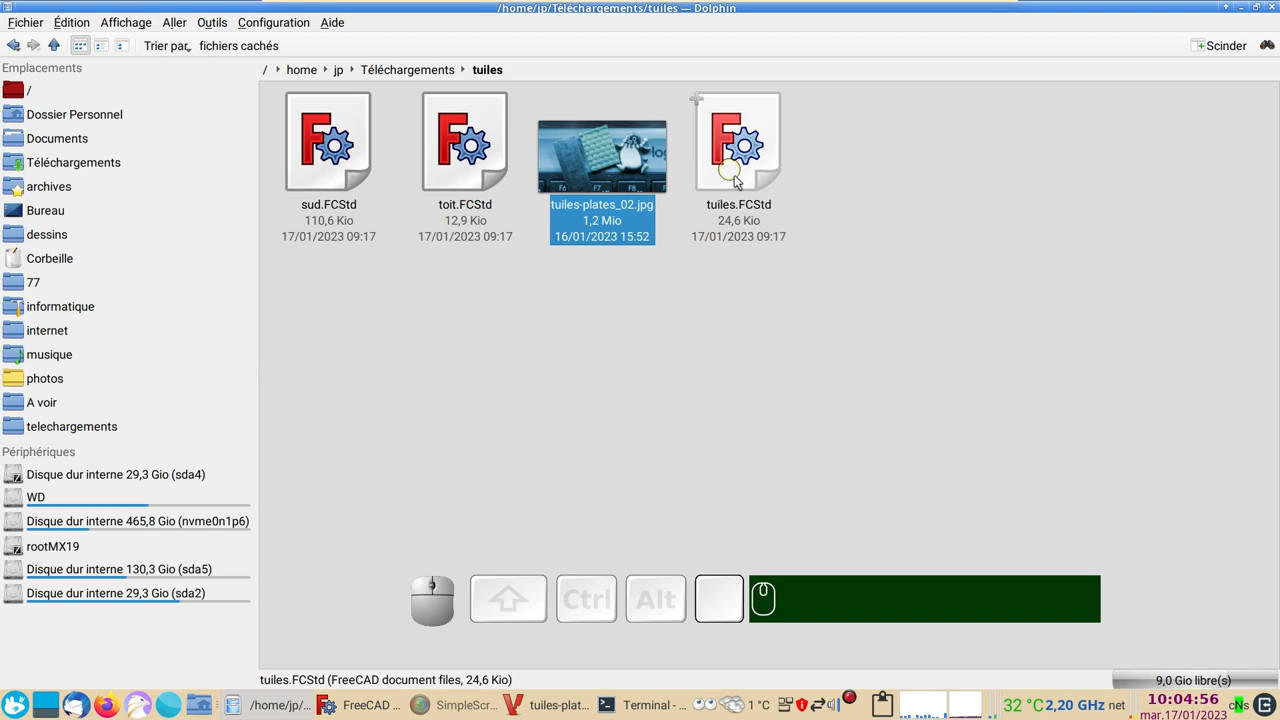 /home/jp/Téléchargements/tuiles — Dolphin
Fichier Édition Affichage Aller Outils Configuration Aide
Trier par fichiers cachés Scinder
Emplacements
/ home jp Téléchargements tuiles
/
Dossier Personnel
Documents
Téléchargements
archives
Bureau
dessins
Corbeille
77
informatique
internet
musique
photos
A voir
telechargements
Périphériques
Disque dur interne 29,3 Gio (sda4)
WD
Disque dur interne 465,8 Gio (nvme0n1p6)
rootMX19
Disque dur interne 130,3 Gio (sda5)
Disque dur interne 29,3 Gio (sda2)
sud.FCStd
110,6 Kio
17/01/2023 09:17
toit.FCStd
12,9 Kio
17/01/2023 09:17
F6 F7 F8
tuiles-plates_02.jpg
1,2 Mio
16/01/2023 15:52
tuiles.FCStd
24,6 Kio
17/01/2023 09:17
Ctrl Alt
tuiles.FCStd (FreeCAD document files, 24,6 Kio) 9,0 Gio libre(s)
/home/jp/... FreeCAD ... SimpleScr... tuiles-plat... Terminal - ... 1 °C 32 °C 2,20 GHz net 10:04:56
mar.17/01/2023
cNs